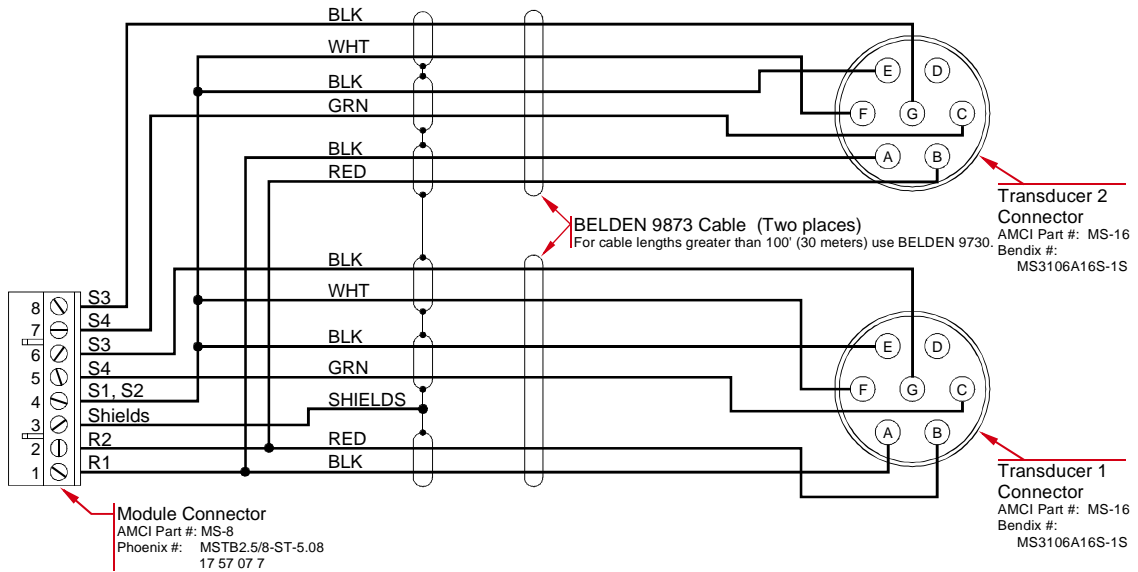 BLK
WHT
BLK
GRN
BLK
RED
E
D
F
G
C
A
B
Transducer 2
Connector
AMCI Part #: MS-16
Bendix #:
MS3106A16S-1S
BELDEN 9873 Cable (Two places)
For cable lengths greater than 100' (30 meters) use BELDEN 9730.
BLK
WHT
BLK
GRN
SHIELDS
RED
BLK
8
S3
7
S4
6
S3
5
S4
4
S1, S2
3
Shields
2
R2
1
R1
E
D
F
G
C
A
B
Transducer 1
Connector
AMCI Part #: MS-16
Bendix #:
MS3106A16S-1S
Module Connector
AMCI Part #: MS-8
Phoenix #: MSTB2.5/8-ST-5.08
17 57 07 7